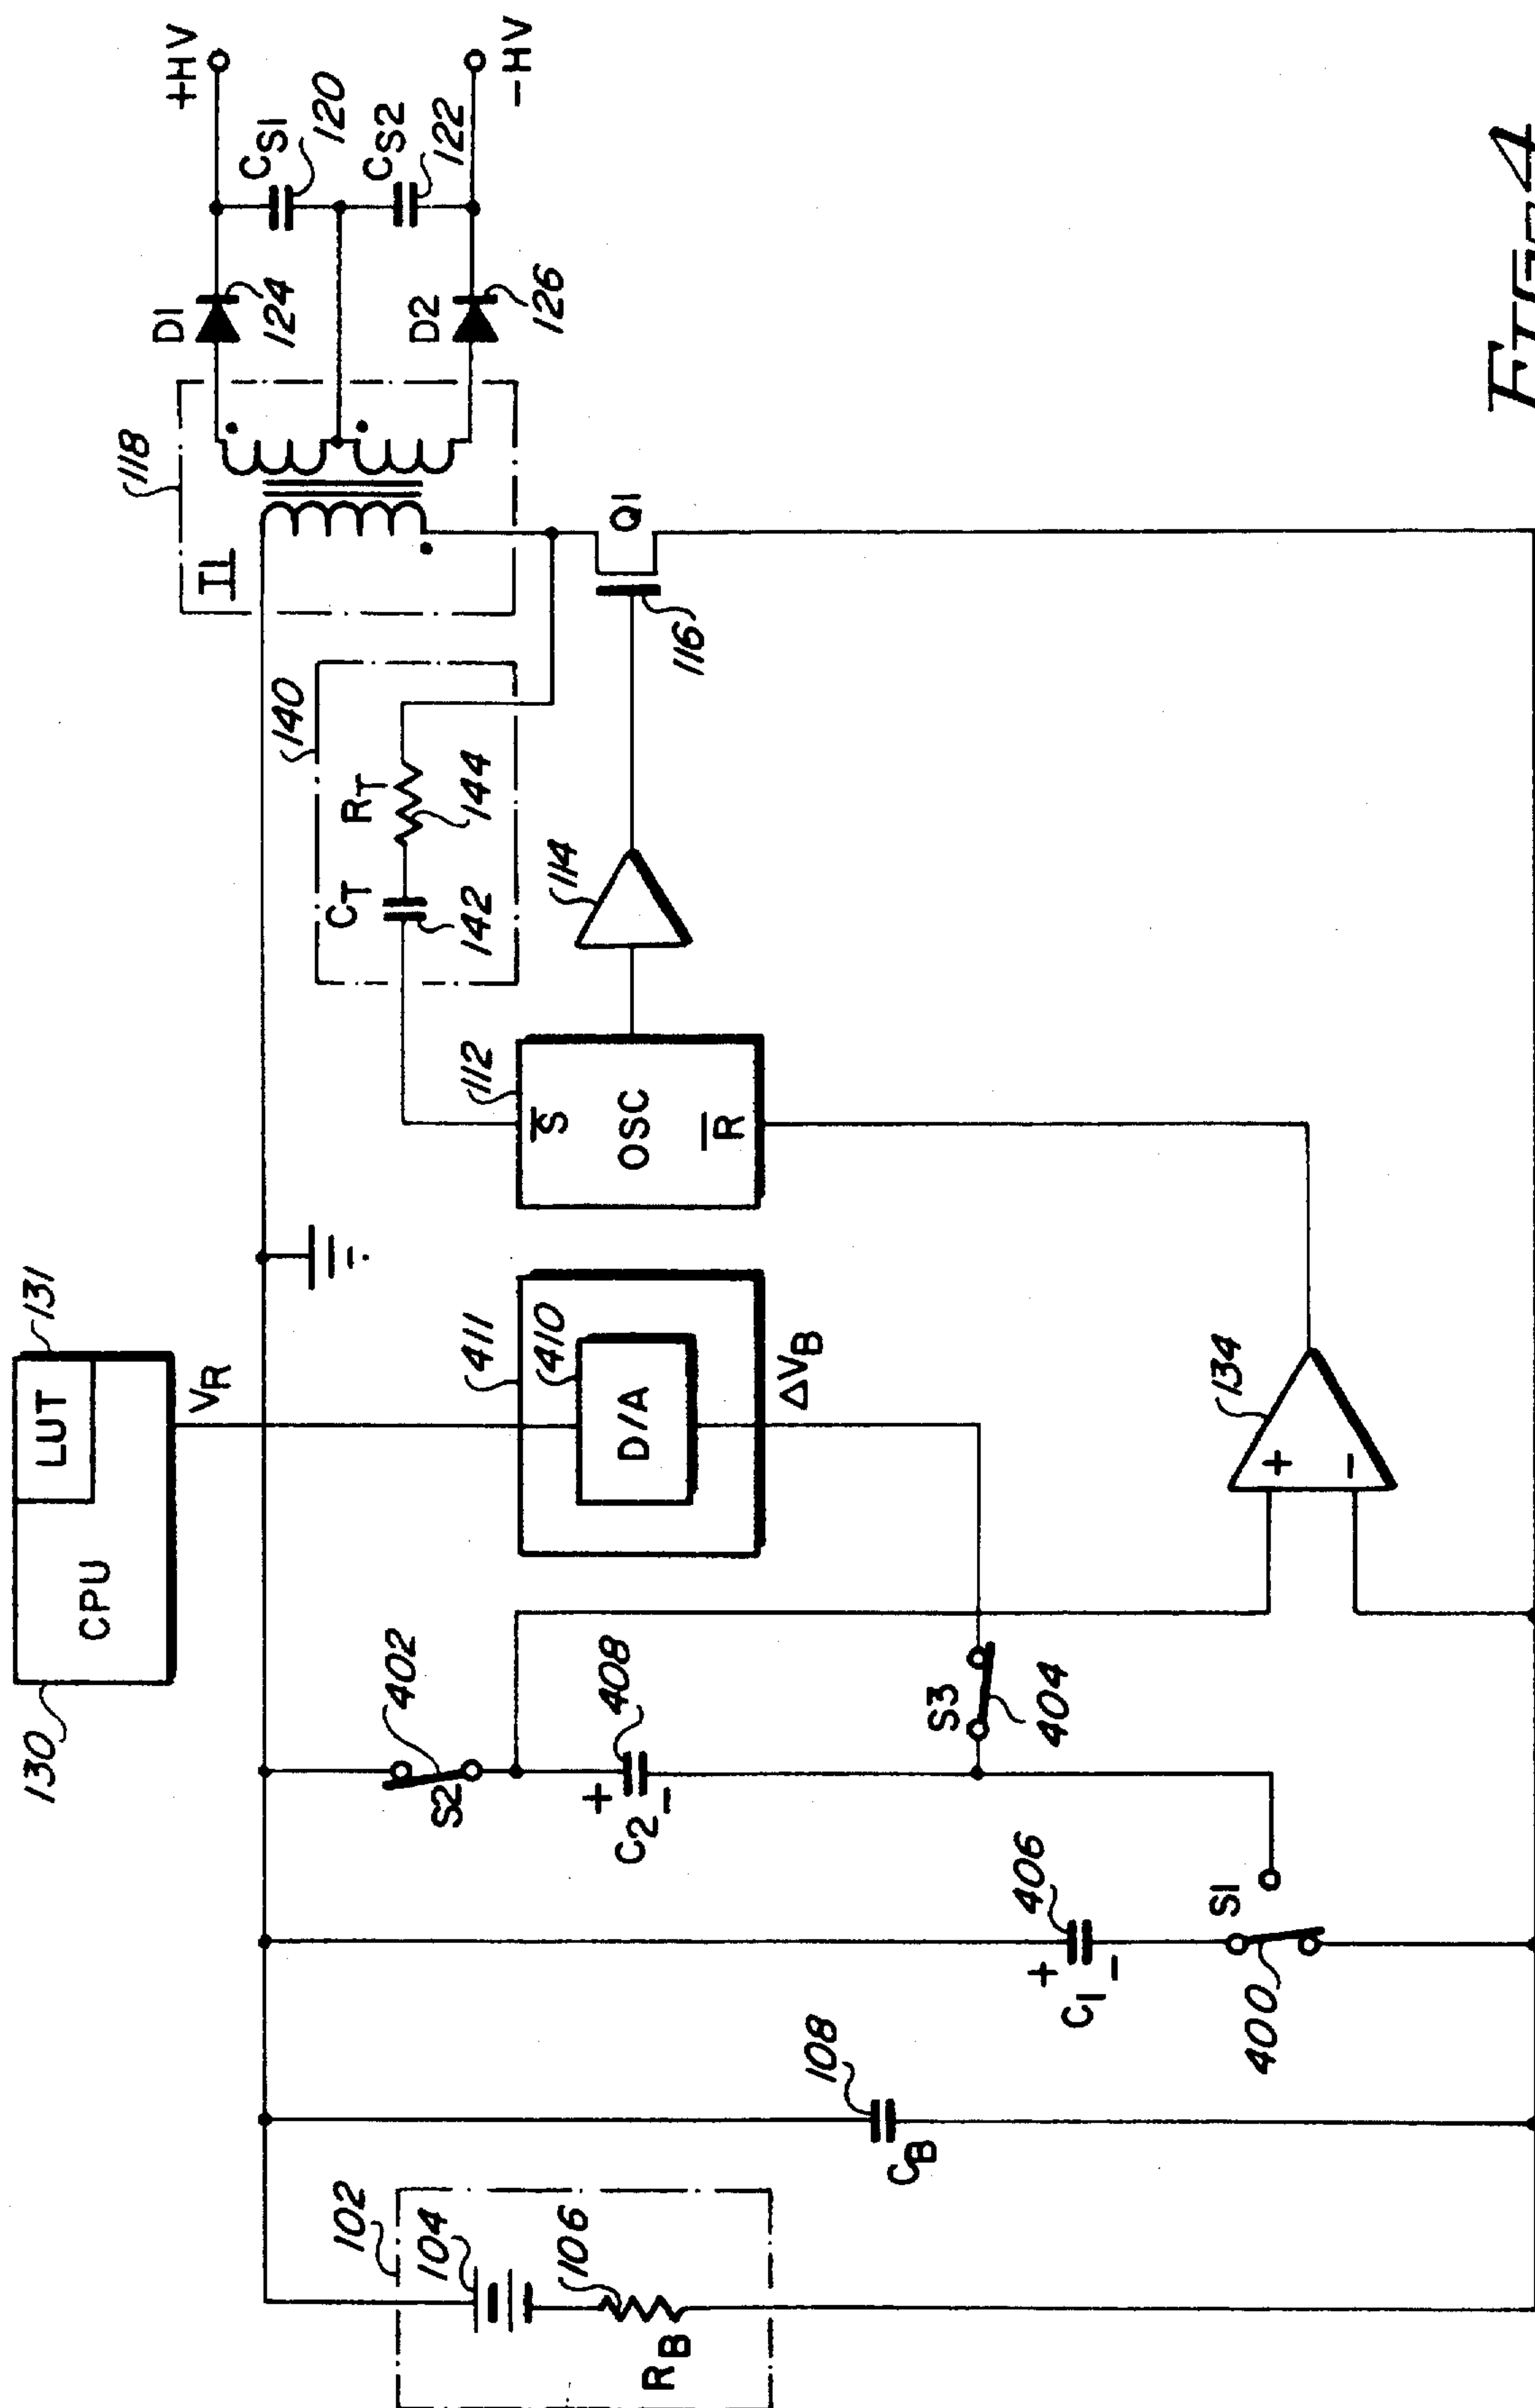 130
CPU
LUT
131
V_R
102
104
106
R_B
108
C_B
406
+
C1
-
S1
400
402
S2
+
408
C2
-
S3
404
411
410
D/A
ΔV_B
+
-
134
112
S̅
OSC
R̅
140
C_T
142
R_T
144
114
116
Q1
T1
118
D1
124
D2
126
+HV
C_S1
120
C_S2
122
-HV
FIG. 4